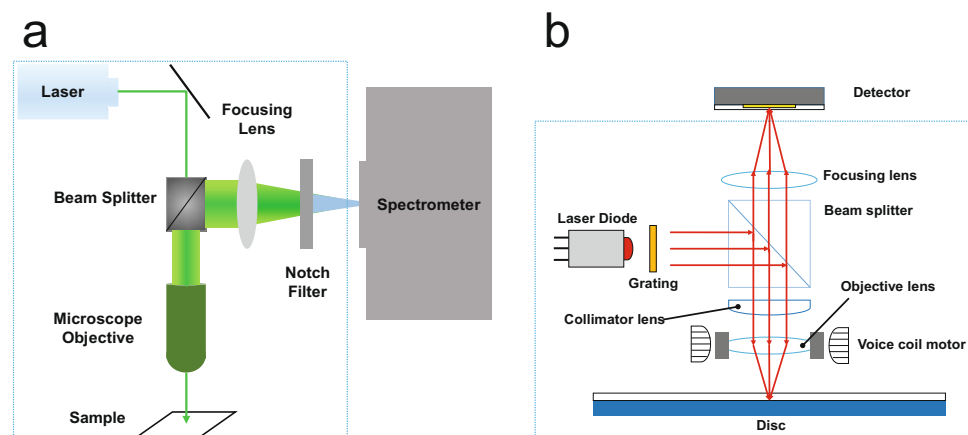 a
Laser
Focusing
Lens
Beam Splitter
Spectrometer
Notch
Filter
Microscope
Objective
Sample
b
Detector
Focusing lens
Beam splitter
Laser Diode
Grating
Objective lens
Collimator lens
Voice coil motor
Disc